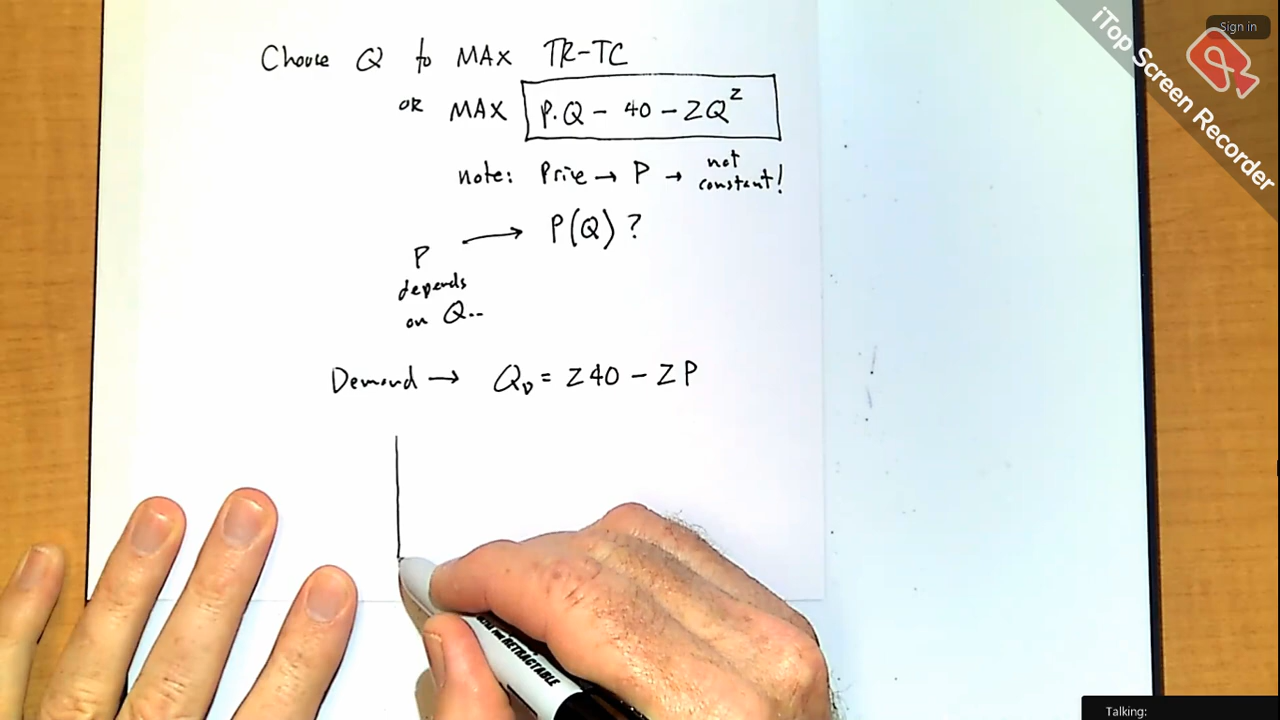 Choose Q to MAX TR-TC
OR MAX P.Q - 40 - 2Q²
note: Price → P → not constant!
P → P(Q) ?
depends
on Q..
Demand → Q_D = 240 - 2P
RETRACTABLE
iTop Screen Recorder
Sign in
Talking: